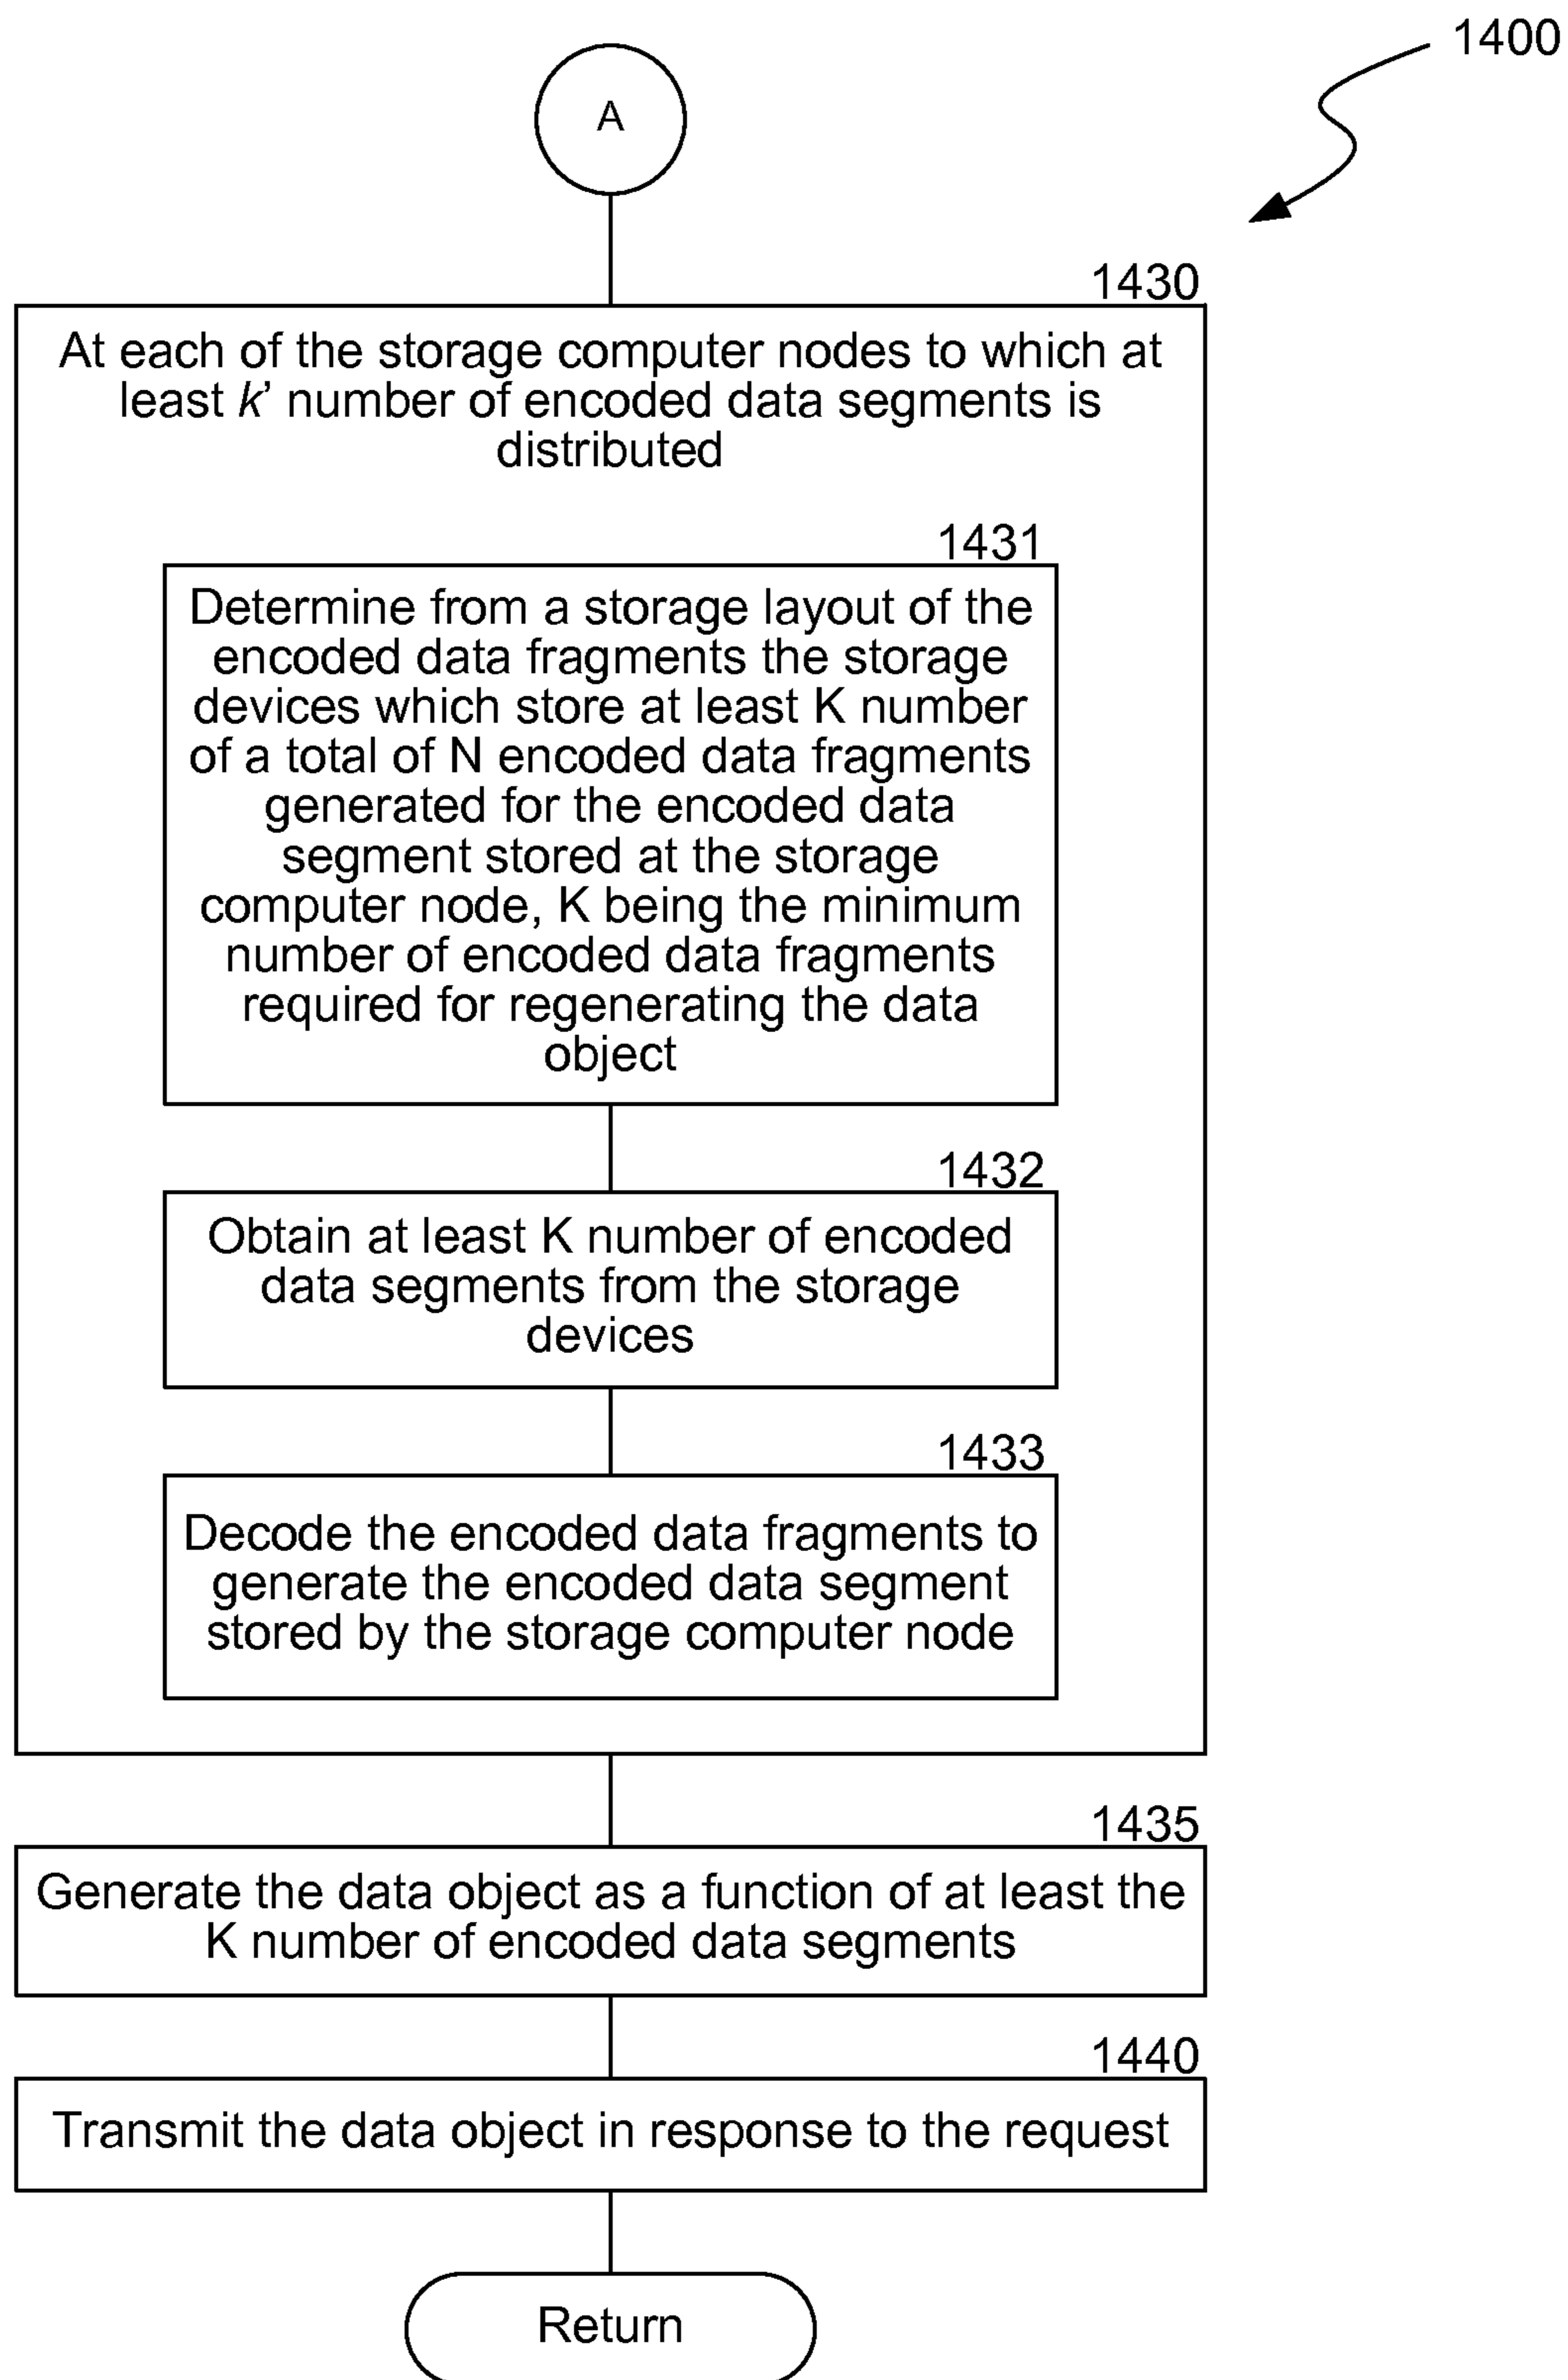 1400
A
1430
At each of the storage computer nodes to which at
least k’ number of encoded data segments is
distributed
1431
Determine from a storage layout of the
encoded data fragments the storage
devices which store at least K number
of a total of N encoded data fragments
generated for the encoded data
segment stored at the storage
computer node, K being the minimum
number of encoded data fragments
required for regenerating the data
object
1432
Obtain at least K number of encoded
data segments from the storage
devices
1433
Decode the encoded data fragments to
generate the encoded data segment
stored by the storage computer node
1435
Generate the data object as a function of at least the
K number of encoded data segments
1440
Transmit the data object in response to the request
Return